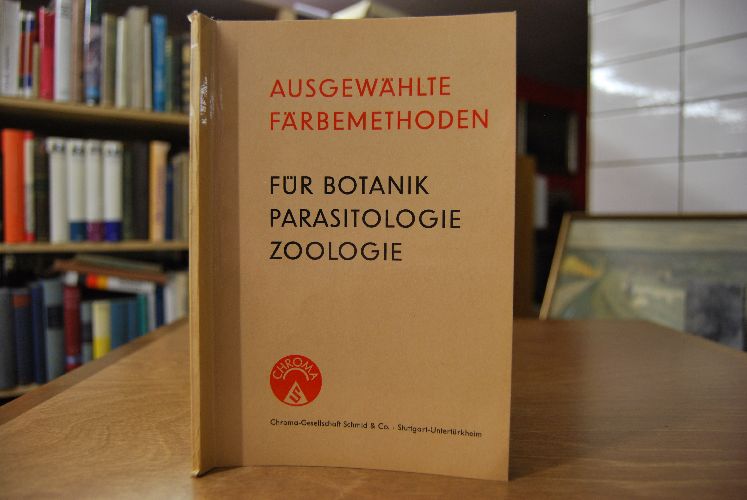 AUSGEWÄHLTE
FÄRBEMETHODEN
FÜR BOTANIK
PARASITOLOGIE
ZOOLOGIE
CHROMA
Chroma-Gesellschaft Schmid & Co. · Stuttgart-Untertürkheim